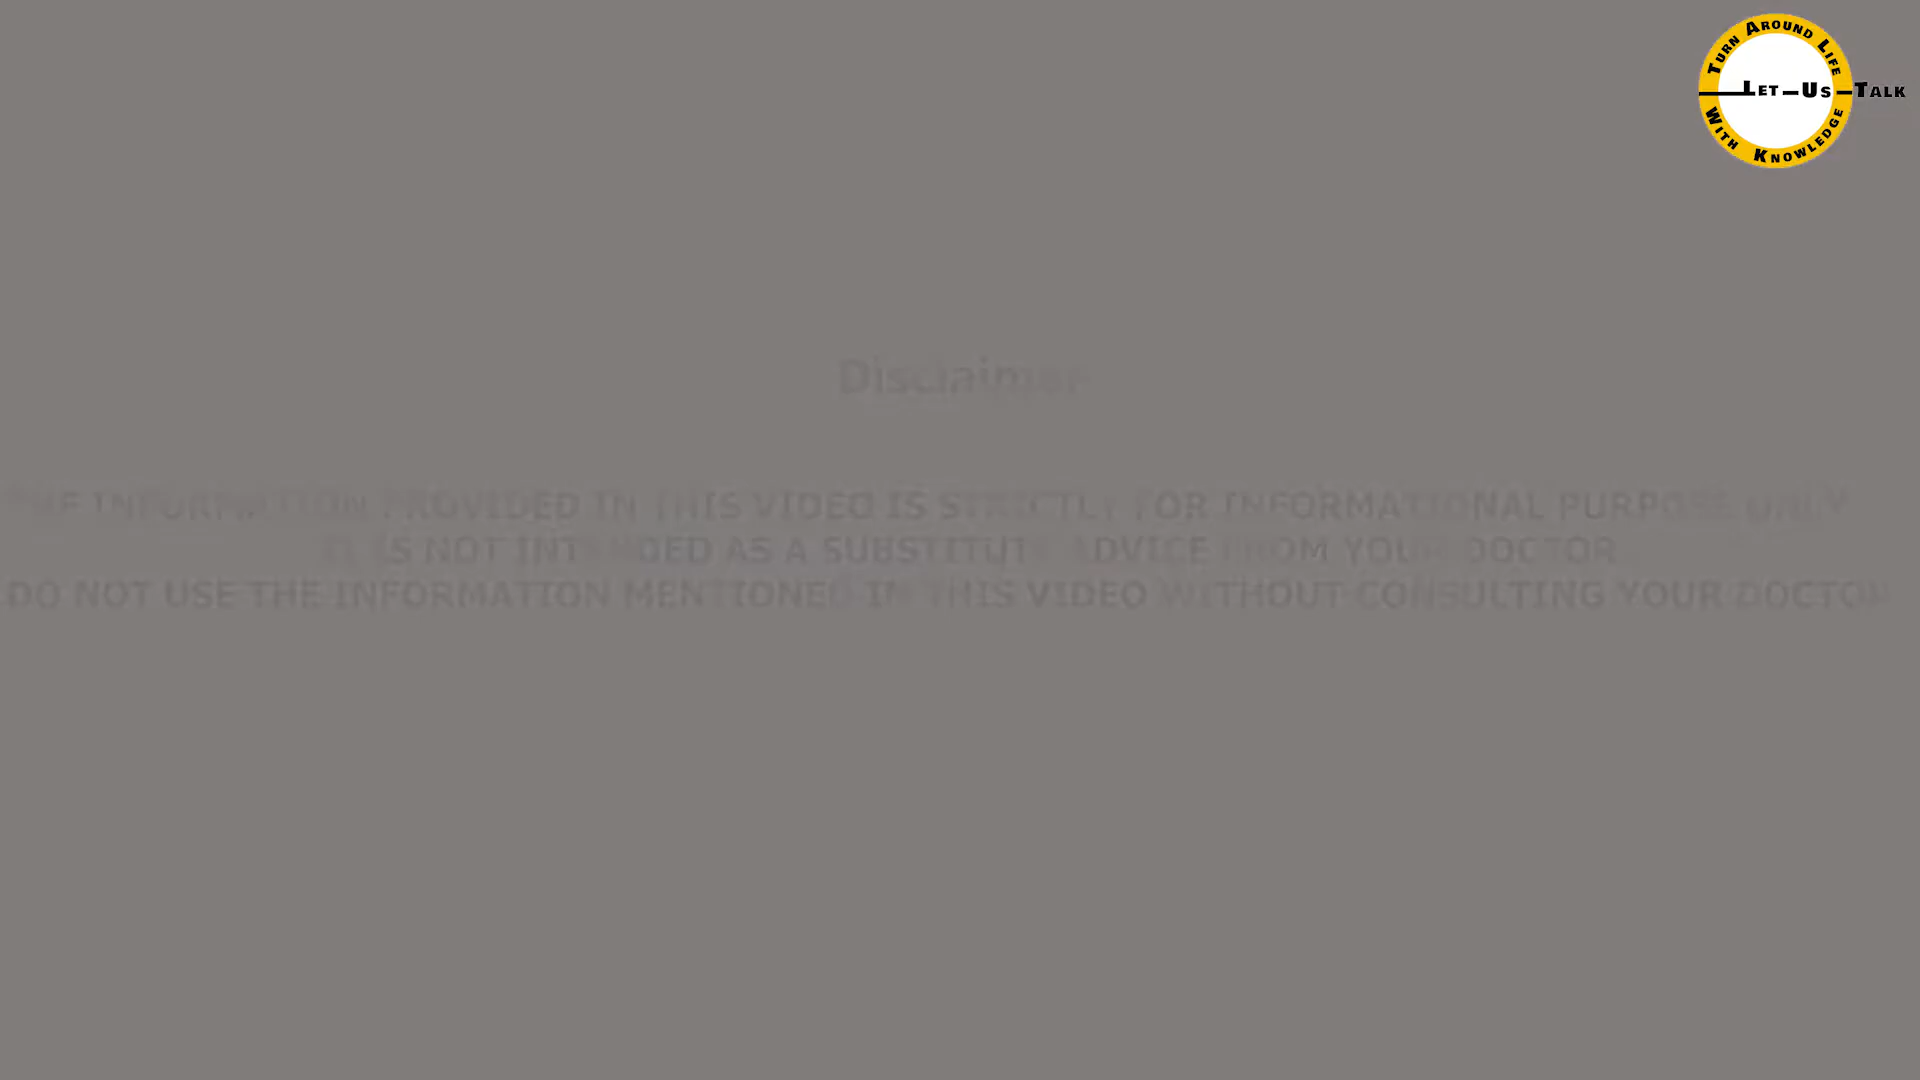 TURN AROUND LIFE
LET US TALK
WITH KNOWLEDGE
Disclaimer
THE INFORMATION PROVIDED IN THIS VIDEO IS STRICTLY FOR INFORMATIONAL PURPOSE ONLY
IT IS NOT INTENDED AS A SUBSTITUTE ADVICE FROM YOUR DOCTOR
DO NOT USE THE INFORMATION MENTIONED IN THIS VIDEO WITHOUT CONSULTING YOUR DOCTOR